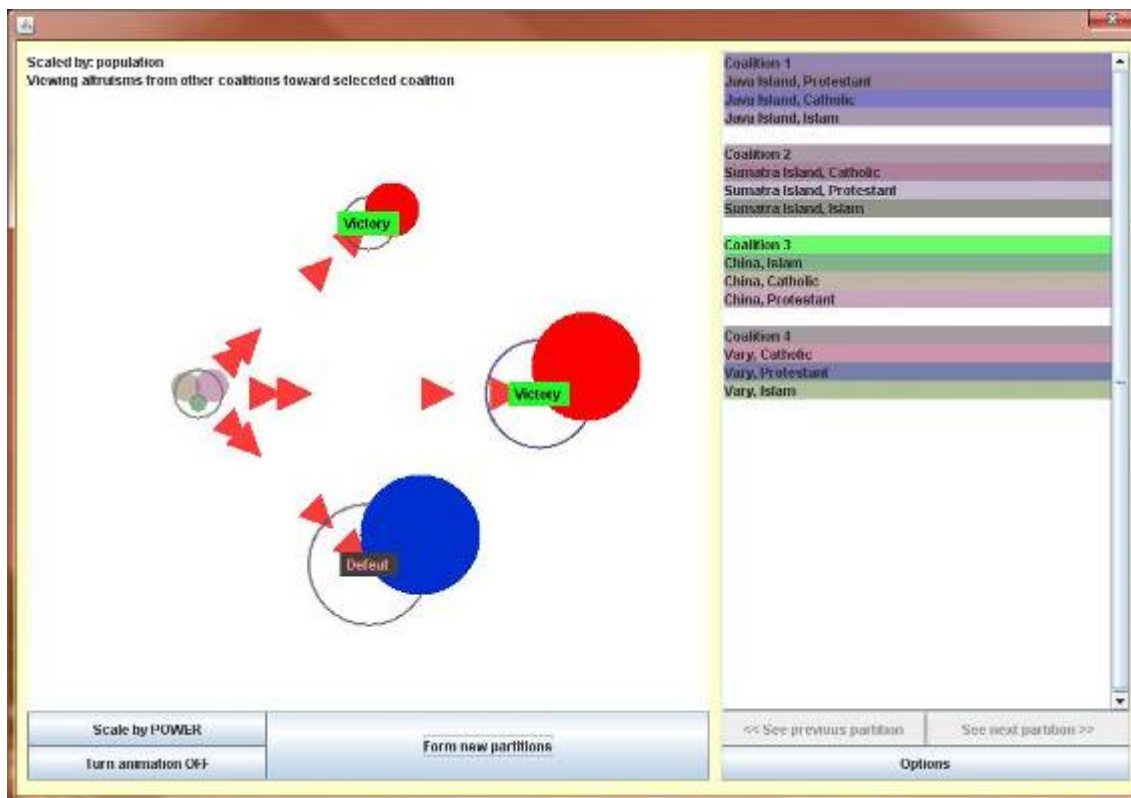 Scaled by: population
Viewing altruisms from other coalitions toward seleceted coalition
Victory
Victory
Defeat
Scale by POWER
Turn animation OFF
Form new partitions
Coalition 1
Java Island, Protestant
Java Island, Catholic
Java Island, Islam
Coalition 2
Sumatra Island, Catholic
Sumatra Island, Protestant
Sumatra Island, Islam
Coalition 3
China, Islam
China, Catholic
China, Protestant
Coalition 4
Vary, Catholic
Vary, Protestant
Vary, Islam
<< See previous partition
See next partition >>
Options